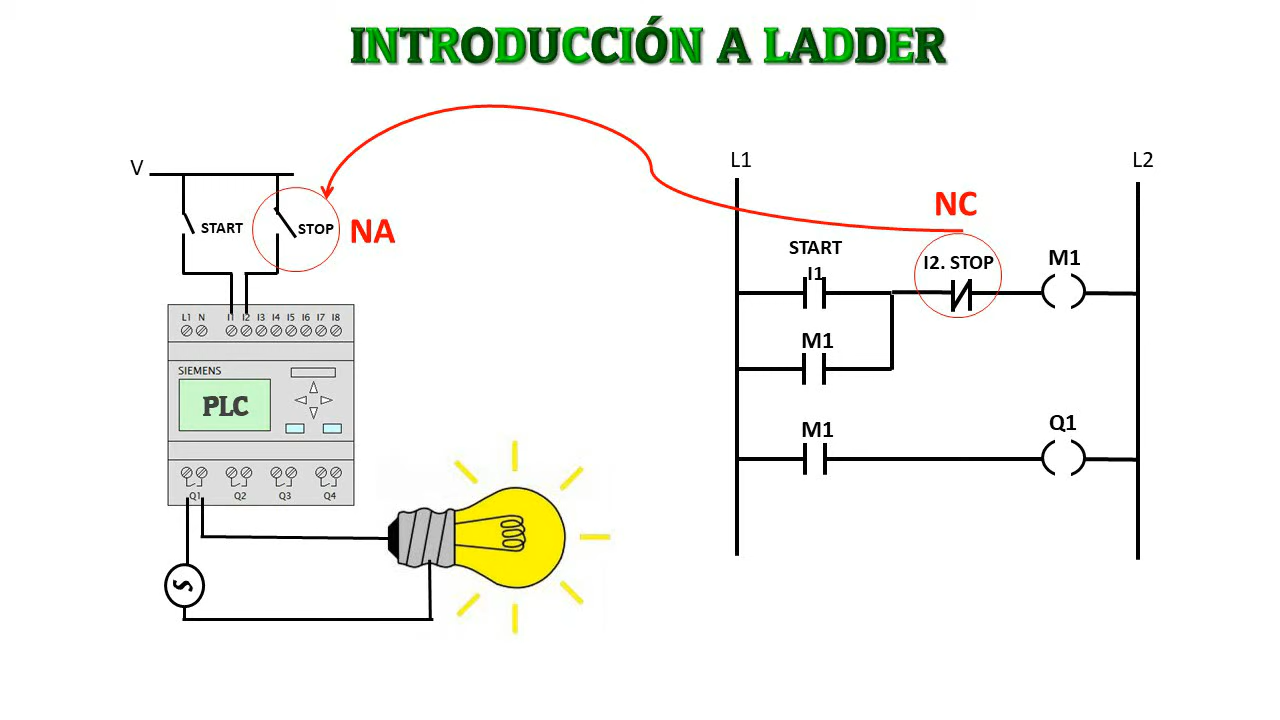 INTRODUCCIÓN A LADDER
V
START
STOP
NA
L1 N I1 I2 I3 I4 I5 I6 I7 I8
SIEMENS
PLC
Q1 Q2 Q3 Q4
L1
L2
NC
START
I1
I2. STOP
M1
M1
M1
Q1